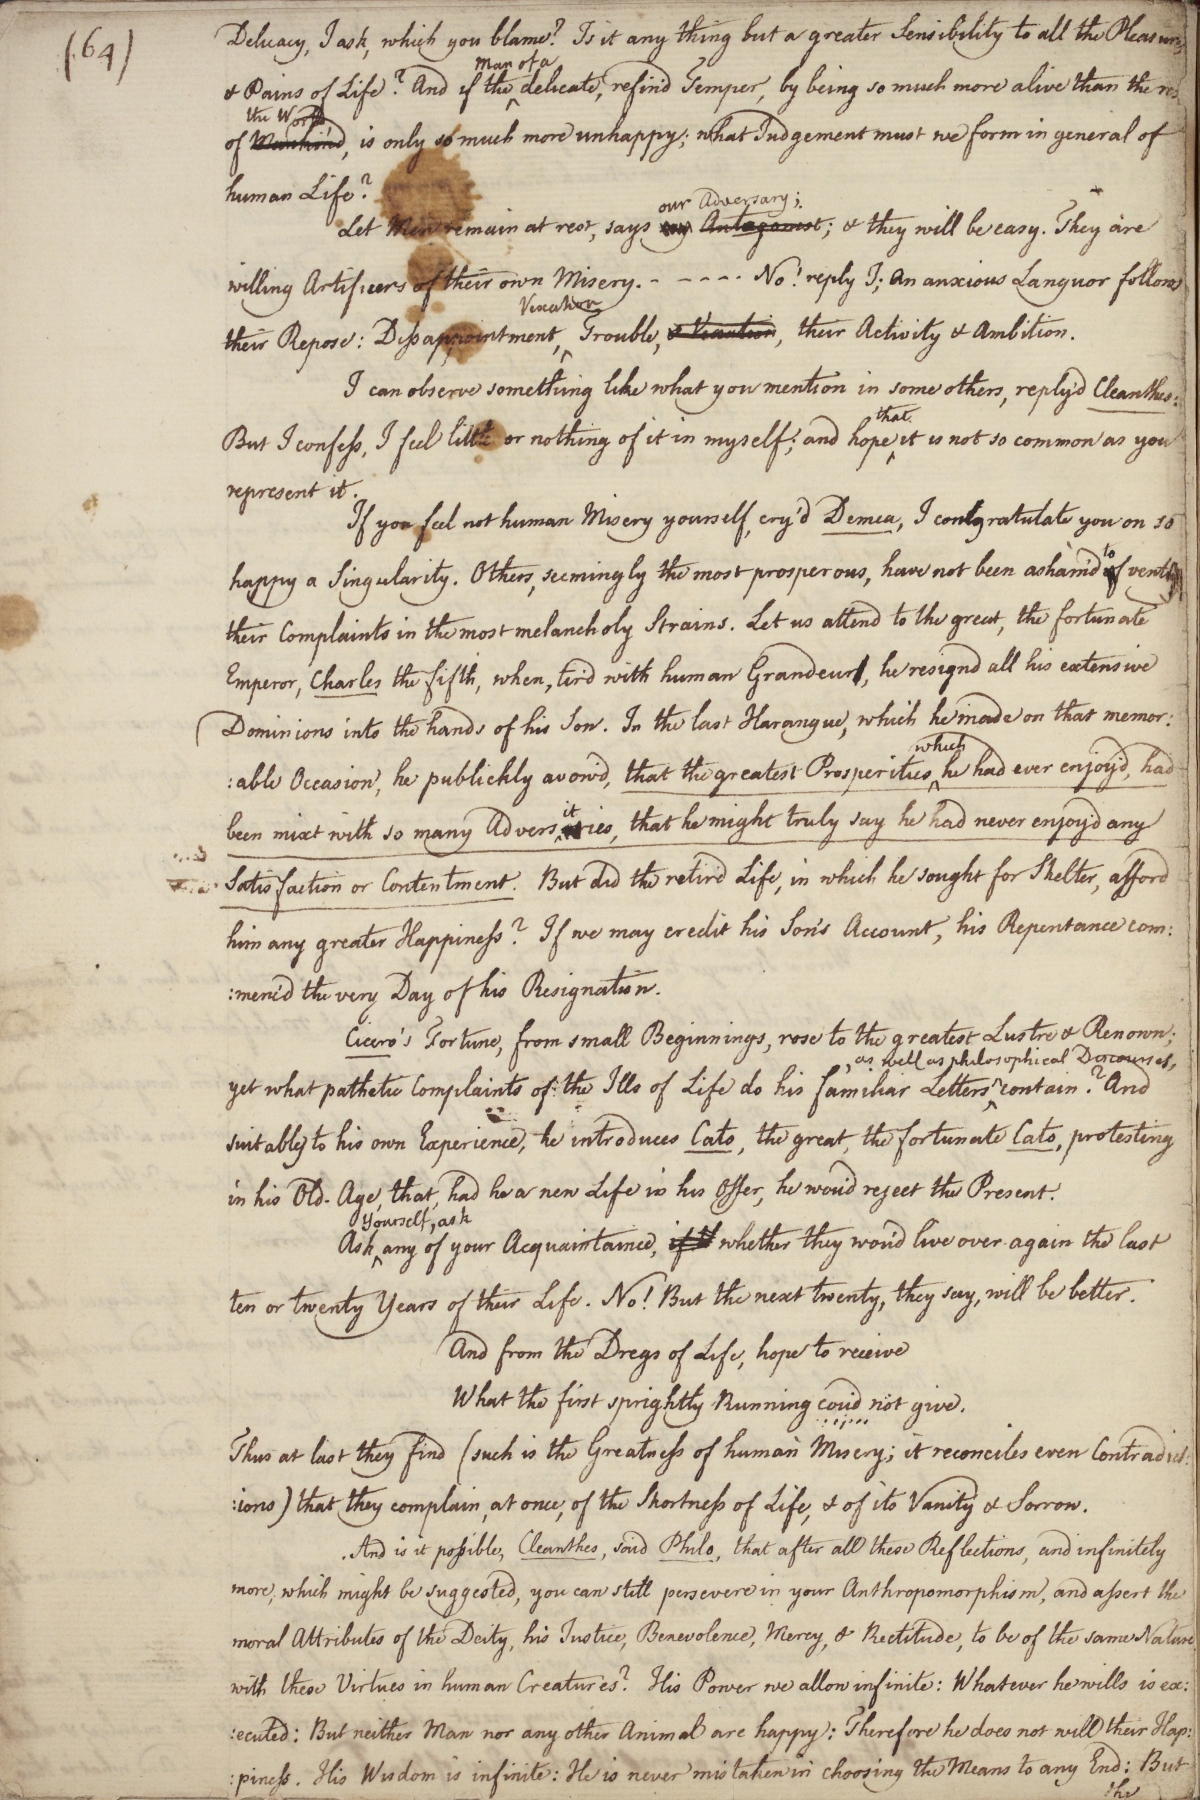 (64)
Delicacy, I ask, which you blame? Is it any thing but a greater Sensibility to all the Pleasures
man of a
& Pains of Life? And if the delicate, refin'd Temper, by being so much more alive than the rest
the World
of Mankind, is only so much more unhappy; what Judgement must we form in general of
human Life?
our Adversary;
Let Men remain at rest, says Antagonist; & they will be easy. They are
willing Artificers of their own Misery. - - - - - No! reply I; An anxious Languor follows
Vexation
their Repose: Disappointment, Trouble, & Vexation, their Activity & Ambition.
I can observe something like what you mention in some others, reply'd Cleanthes:
that
But I confess, I feel little or nothing of it in myself; and hope it is not so common as you
represent it.
If you feel not human Misery yourself, cry'd Demea, I congratulate you on so
to
happy a Singularity. Others, seemingly the most prosperous, have not been asham'd of vent
their Complaints in the most melancholy Strains. Let us attend to the great, the fortunate
Emperor, Charles the fifth, when, tir'd with human Grandeur, he resign'd all his extensive
Dominions into the hands of his Son. In the last Harangue, which he made on that memor:
which
:able Occasion, he publickly avow'd, that the greatest Prosperities he had ever enjoy'd, had
it
been mixt with so many Adversities, that he might truly say he had never enjoy'd any
Satisfaction or Contentment. But did the retir'd Life, in which he sought for Shelter, afford
him any greater Happiness? If we may credit his Son's Account, his Repentance com:
:menc'd the very Day of his Resignation.
Cicero's Fortune, from small Beginnings, rose to the greatest Lustre & Renown;
, as well as philosophical Discourses,
yet what pathetic Complaints of the Ills of Life do his familiar Letters contain? And
suitably to his own Experience, he introduces Cato, the great, the fortunate Cato, protesting
in his Old-Age, that, had he a new Life in his Offer, he wou'd reject the Present.
yourself, ask
Ask any of your Acquaintance, if whether they wou'd live over again the last
ten or twenty Years of their Life. No! But the next twenty, they say, will be better.
And from the Dregs of Life, hope to receive
What the first sprightly Running cou'd not give.
Thus at last they find (such is the Greatness of human Misery; it reconciles even Contradict:
:ions) that they complain, at once, of the Shortness of Life, & of its Vanity & Sorrow.
And is it possible, Cleanthes, said Philo, that after all these Reflections, and infinitely
more, which might be suggested, you can still persevere in your Anthropomorphism, and assert the
moral Attributes of the Deity, his Justice, Benevolence, Mercy, & Rectitude, to be of the same Nature
with these Virtues in human Creatures? His Power we allow infinite: Whatever he wills is ex:
:ecuted: But neither Man nor any other Animal are happy: Therefore he does not will their Hap:
:piness. His Wisdom is infinite: He is never mistaken in choosing the Means to any End: But
the